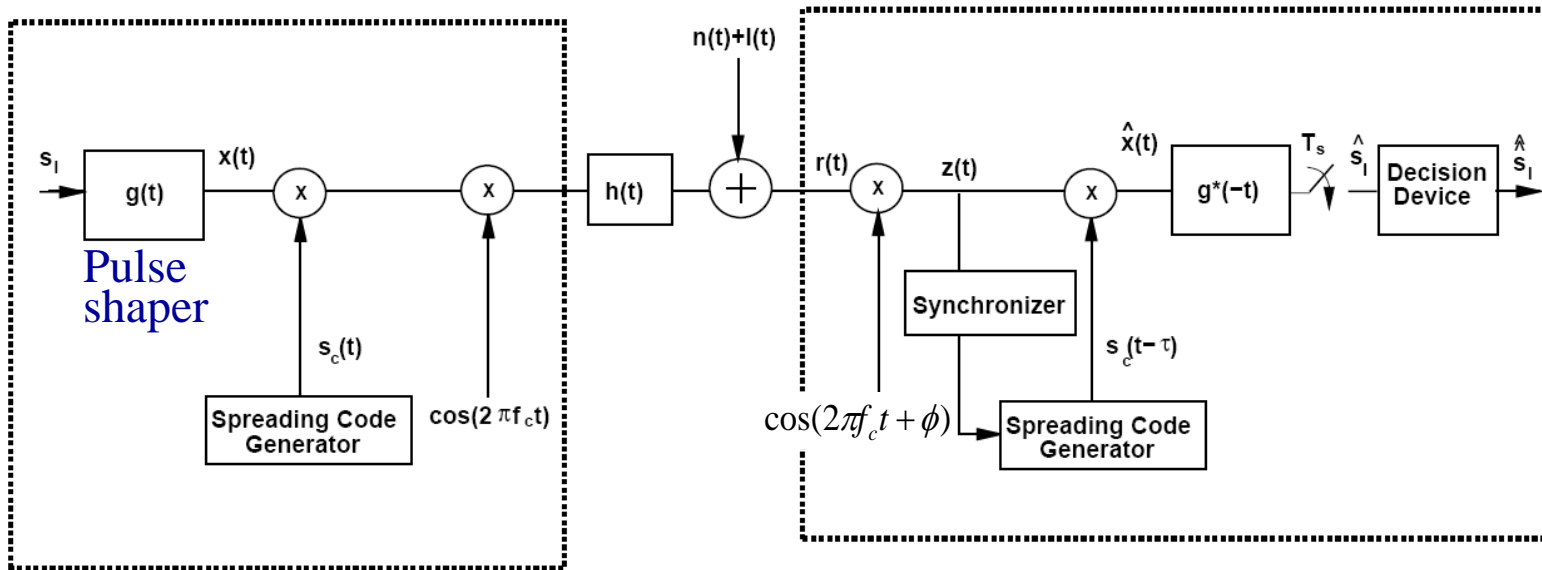 n(t)+I(t)
s_l
g(t)
x(t)
x
x
h(t)
+
r(t)
x
z(t)
x
x̂(t)
g*(−t)
T_s
ŝ_l
Decision
Device
ŝ̂_l
Pulse
shaper
s_c(t)
Spreading Code
Generator
cos(2 πf_c t)
cos(2πf_c t + ϕ)
Synchronizer
s_c(t− τ)
Spreading Code
Generator